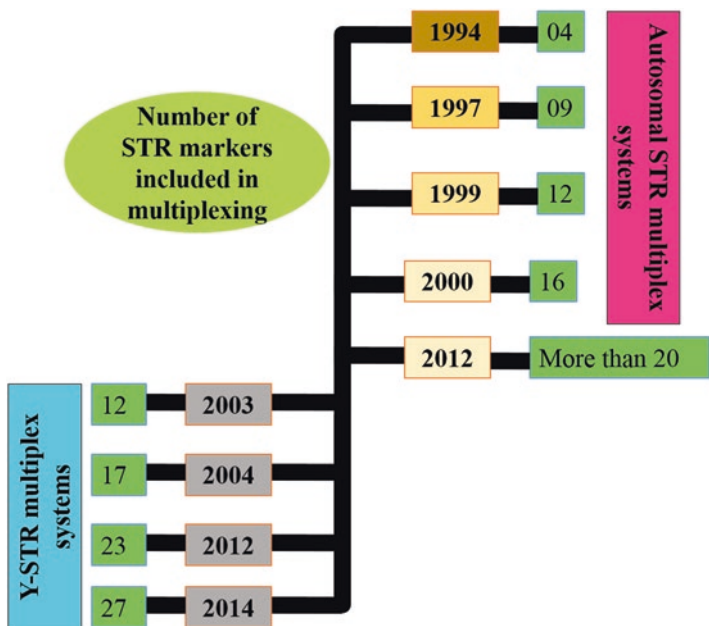 1994 04
1997 09
1999 12
2000 16
2012 More than 20
Autosomal STR multiplex
systems
Number of
STR markers
included in
multiplexing
12 2003
17 2004
23 2012
27 2014
Y-STR multiplex
systems